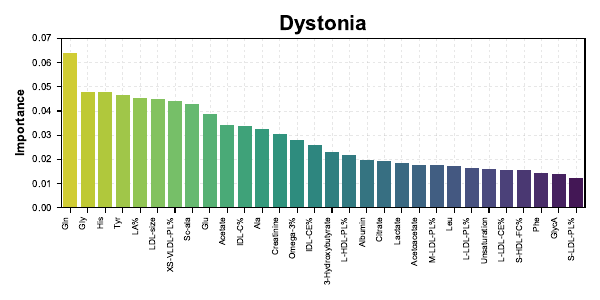 Dystonia
Importance
0.07
0.06
0.05
0.04
0.03
0.02
0.01
0.00
Gln
Gly
His
Tyr
LA%
LDL-size
XS-VLDL-PL%
Sc-ala
Glu
Acetate
IDL-C%
Ala
Creatinine
Omega-3%
IDL-CE%
3-Hydroxybutyrate
L-HDL-PL%
Albumin
Citrate
Lactate
Acetoacetate
M-LDL-PL%
Leu
L-LDL-PL%
Unsaturation
L-LDL-CE%
S-HDL-FC%
Phe
GlycA
S-LDL-PL%